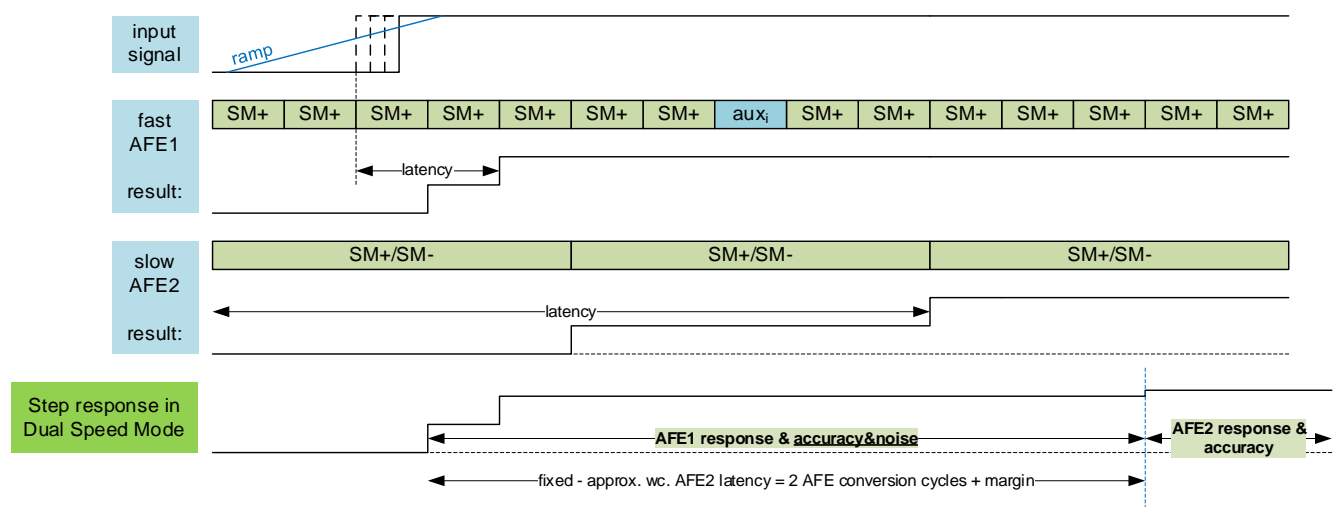 input
signal
ramp
fast
AFE1
result:
SM+ SM+ SM+ SM+ SM+ SM+ SM+ auxi SM+ SM+ SM+ SM+ SM+ SM+ SM+
latency
slow
AFE2
result:
SM+/SM- SM+/SM- SM+/SM-
latency
Step response in
Dual Speed Mode
AFE1 response & accuracy&noise
AFE2 response &
accuracy
fixed - approx. wc. AFE2 latency = 2 AFE conversion cycles + margin